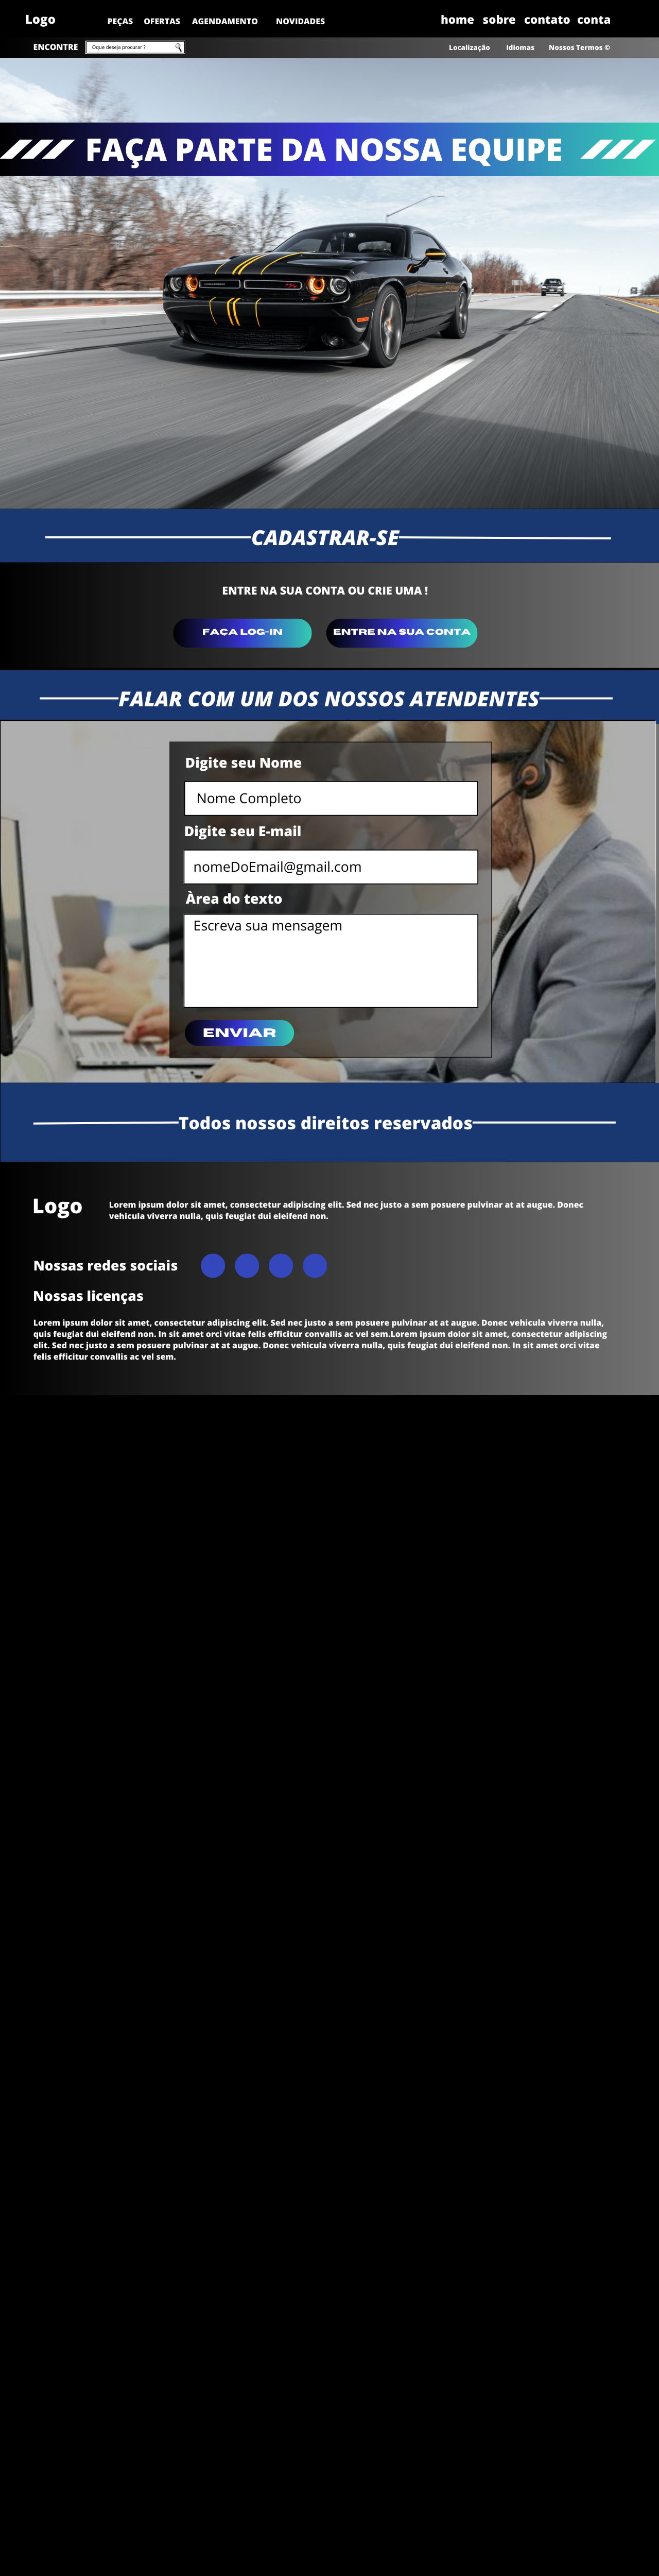 Logo PEÇAS OFERTAS AGENDAMENTO NOVIDADES home sobre contato conta
ENCONTRE Oque deseja procurar ? Localização Idiomas Nossos Termos ©
FAÇA PARTE DA NOSSA EQUIPE
CADASTRAR-SE
ENTRE NA SUA CONTA OU CRIE UMA !
FAÇA LOG-IN ENTRE NA SUA CONTA
FALAR COM UM DOS NOSSOS ATENDENTES
Digite seu Nome
Nome Completo
Digite seu E-mail
nomeDoEmail@gmail.com
Àrea do texto
Escreva sua mensagem
ENVIAR
Todos nossos direitos reservados
Logo
Lorem ipsum dolor sit amet, consectetur adipiscing elit. Sed nec justo a sem posuere pulvinar at at augue. Donec
vehicula viverra nulla, quis feugiat dui eleifend non.
Nossas redes sociais
Nossas licenças
Lorem ipsum dolor sit amet, consectetur adipiscing elit. Sed nec justo a sem posuere pulvinar at at augue. Donec vehicula viverra nulla,
quis feugiat dui eleifend non. In sit amet orci vitae felis efficitur convallis ac vel sem.Lorem ipsum dolor sit amet, consectetur adipiscing
elit. Sed nec justo a sem posuere pulvinar at at augue. Donec vehicula viverra nulla, quis feugiat dui eleifend non. In sit amet orci vitae
felis efficitur convallis ac vel sem.